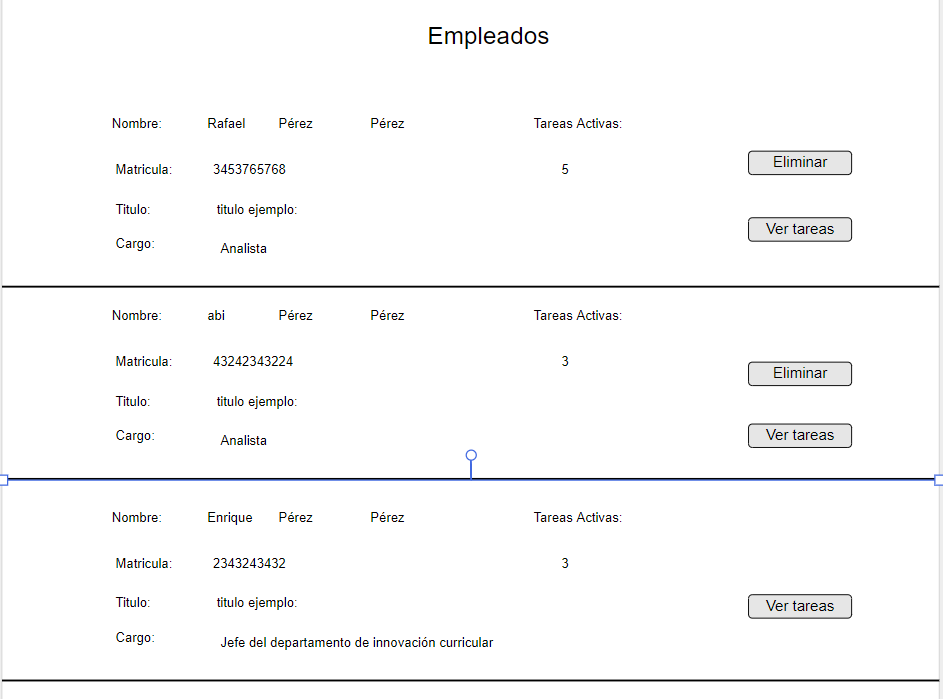 Empleados
Nombre: Rafael Pérez Pérez Tareas Activas:
Matricula: 3453765768 5
Eliminar
Titulo: titulo ejemplo:
Ver tareas
Cargo: Analista
Nombre: abi Pérez Pérez Tareas Activas:
Matricula: 43242343224 3
Eliminar
Titulo: titulo ejemplo:
Cargo: Analista
Ver tareas
Nombre: Enrique Pérez Pérez Tareas Activas:
Matricula: 2343243432 3
Titulo: titulo ejemplo:
Ver tareas
Cargo: Jefe del departamento de innovación curricular